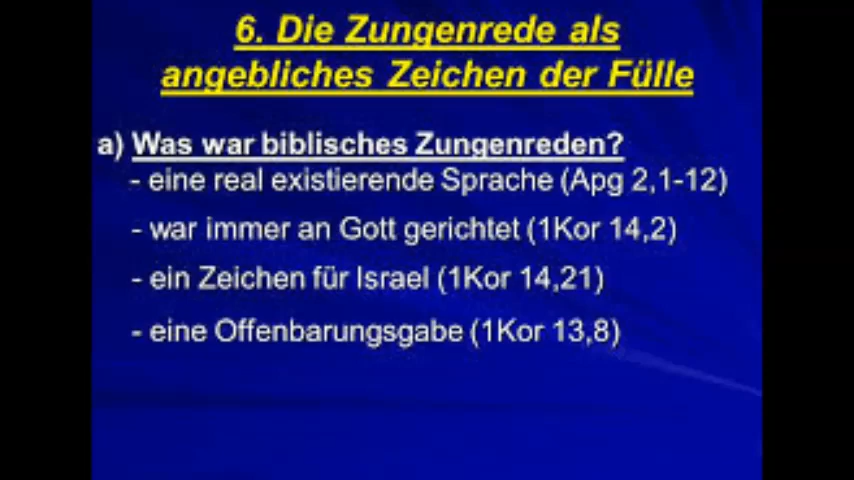 6. Die Zungenrede als
angebliches Zeichen der Fülle
a) Was war biblisches Zungenreden?
- eine real existierende Sprache (Apg 2,1-12)
- war immer an Gott gerichtet (1Kor 14,2)
- ein Zeichen für Israel (1Kor 14,21)
- eine Offenbarungsgabe (1Kor 13,8)